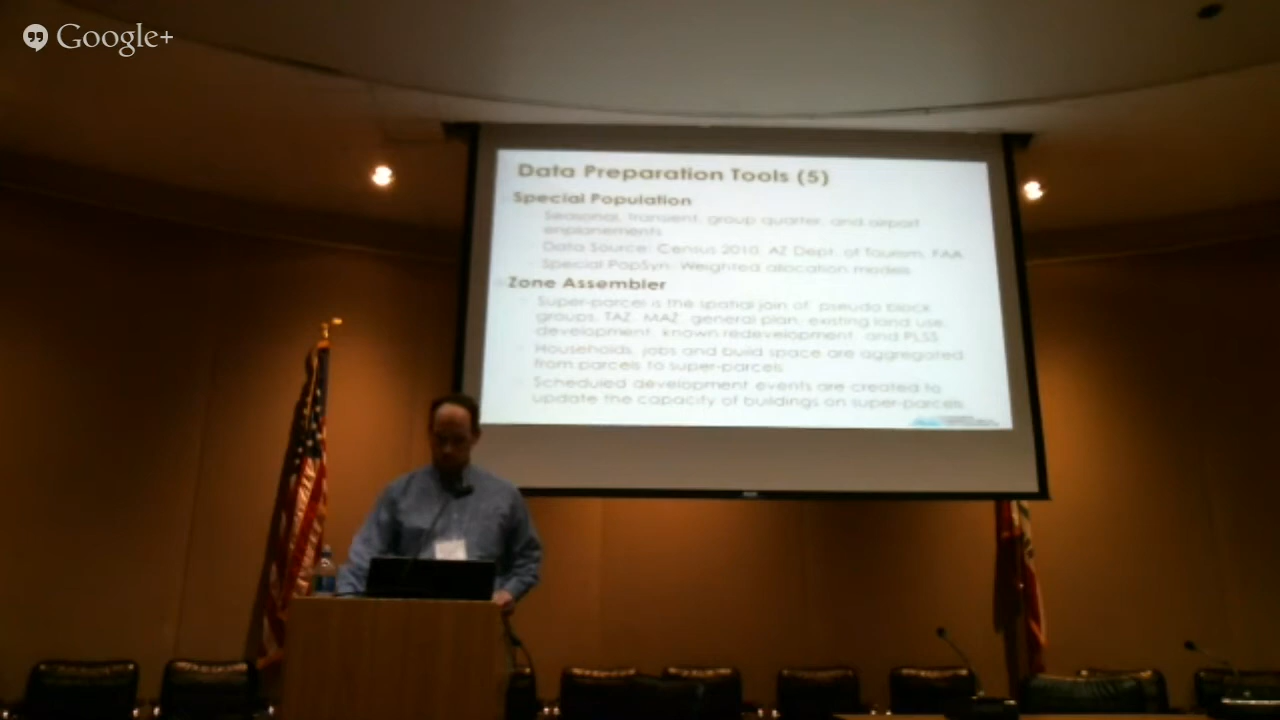 Google+
Data Preparation Tools (5)
Special Population
Seasonal, transient, group quarter, and airport
enplanements
Data Source: Census 2010, AZ Dept. of Tourism, FAA
Special PopSyn: Weighted allocation models
Zone Assembler
Super-parcel is the spatial join of pseudo block
groups, TAZ, MAZ, general plan, existing land use,
development, known redevelopment, and PLSS
Households, jobs and build space are aggregated
from parcels to super-parcels
Scheduled development events are created to
update the capacity of buildings on super-parcels